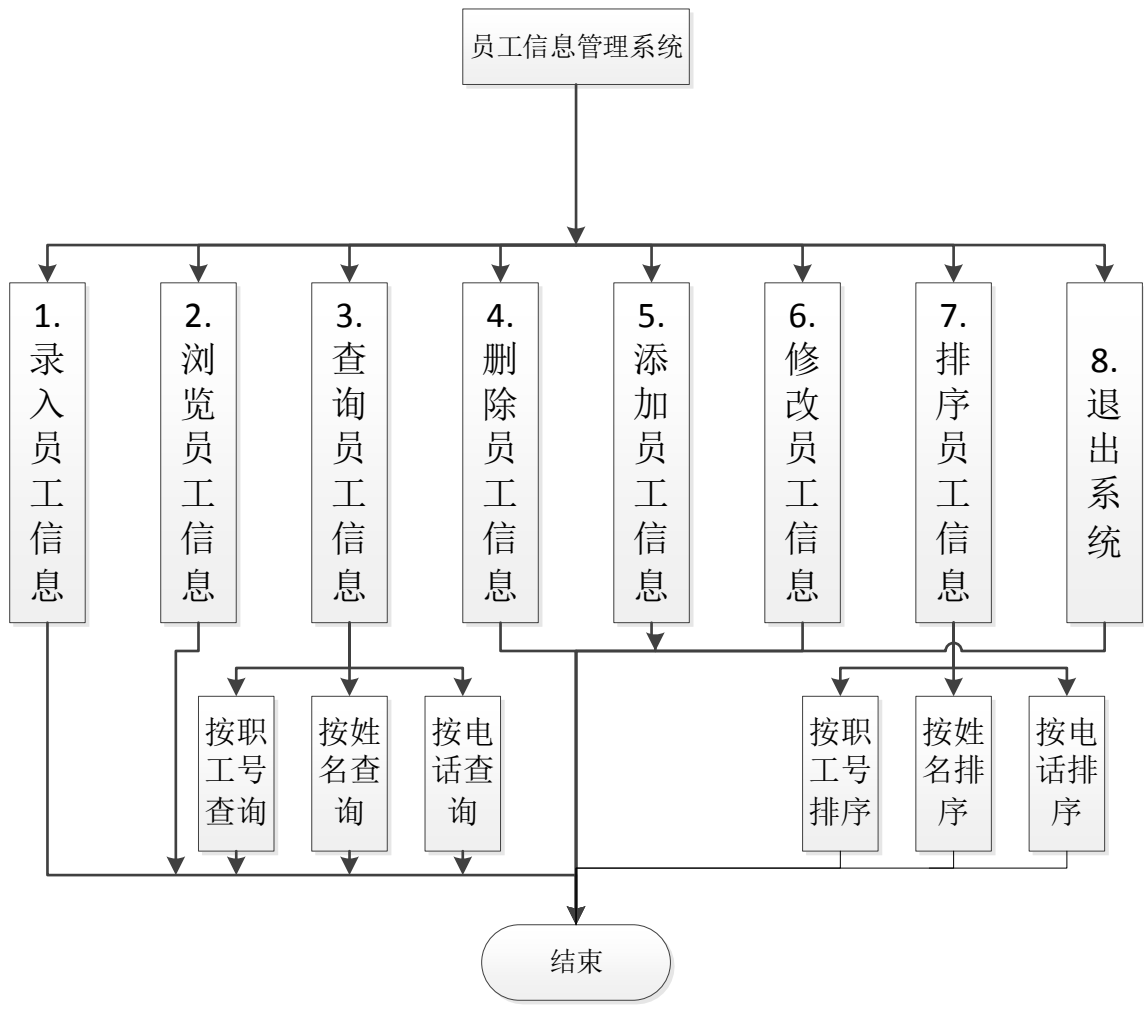 员工信息管理系统
1.
录
入
员
工
信
息
2.
浏
览
员
工
信
息
3.
查
询
员
工
信
息
4.
删
除
员
工
信
息
5.
添
加
员
工
信
息
6.
修
改
员
工
信
息
7.
排
序
员
工
信
息
8.
退
出
系
统
按职
工号
查询
按姓
名查
询
按电
话查
询
按职
工号
排序
按姓
名排
序
按电
话排
序
结束